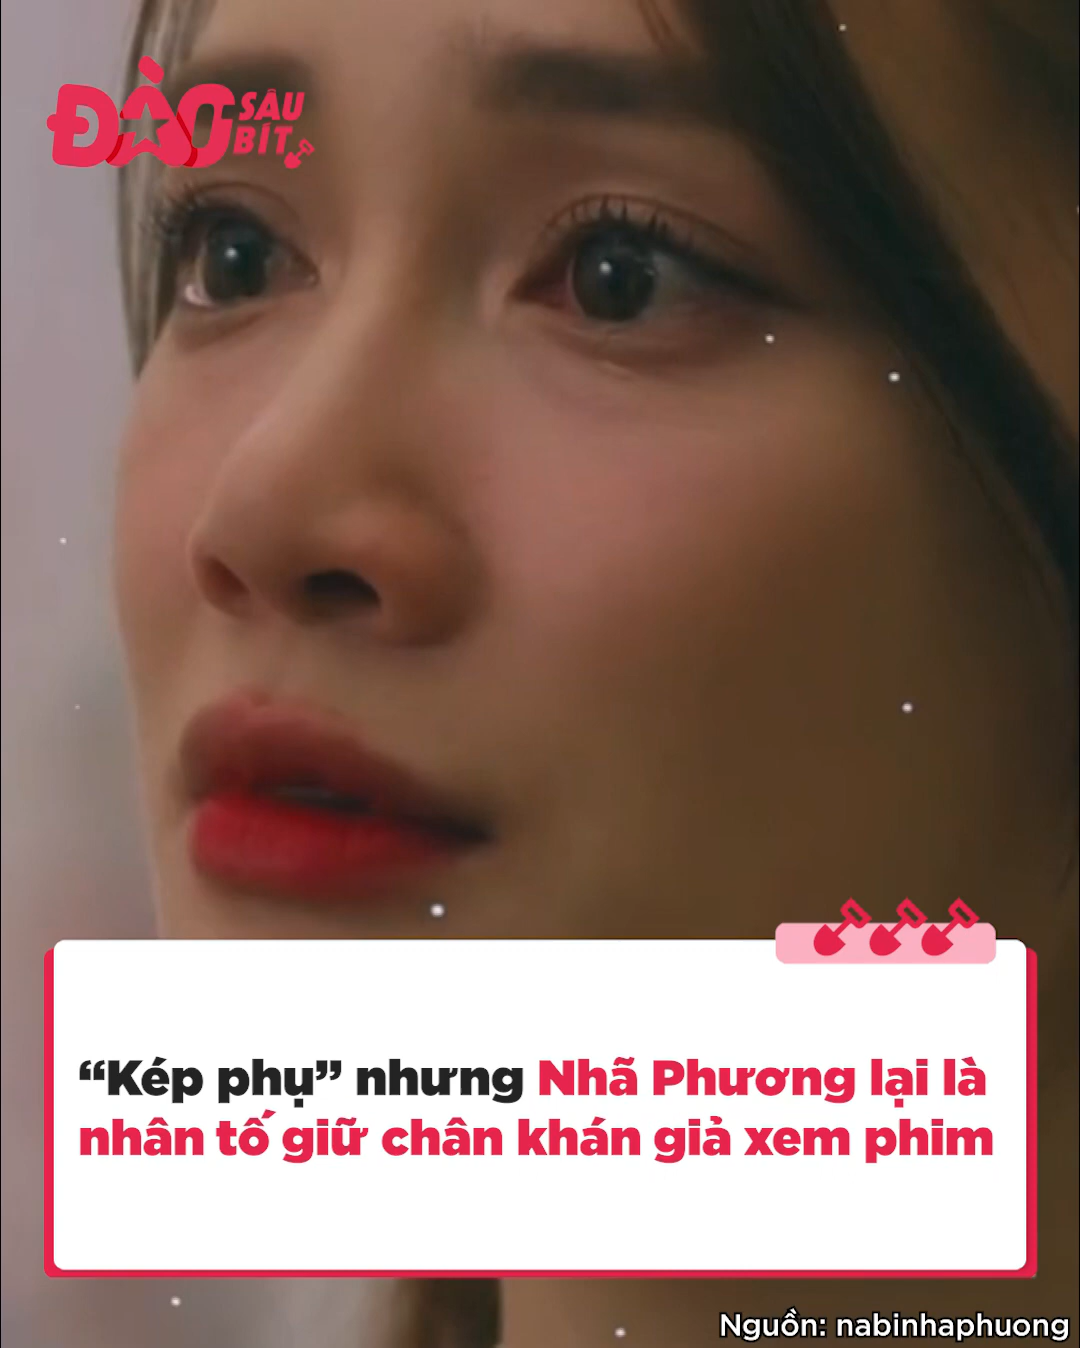 ĐÀO SÂU
BÍT
“Kép phụ” nhưng Nhã Phương lại là
nhân tố giữ chân khán giả xem phim
Nguồn: nabinhaphuong